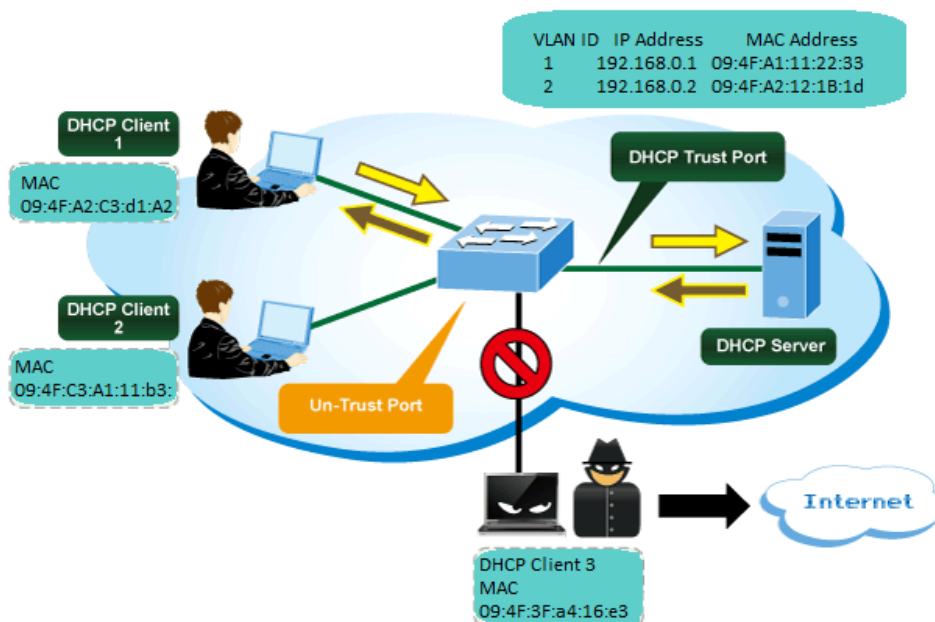 VLAN ID IP Address MAC Address
1 192.168.0.1 09:4F:A1:11:22:33
2 192.168.0.2 09:4F:A2:12:1B:1d
DHCP Client
1
MAC
09:4F:A2:C3:d1:A2
DHCP Trust Port
DHCP Client
2
MAC
09:4F:C3:A1:11:b3:
Un-Trust Port
DHCP Server
Internet
DHCP Client 3
MAC
09:4F:3F:a4:16:e3